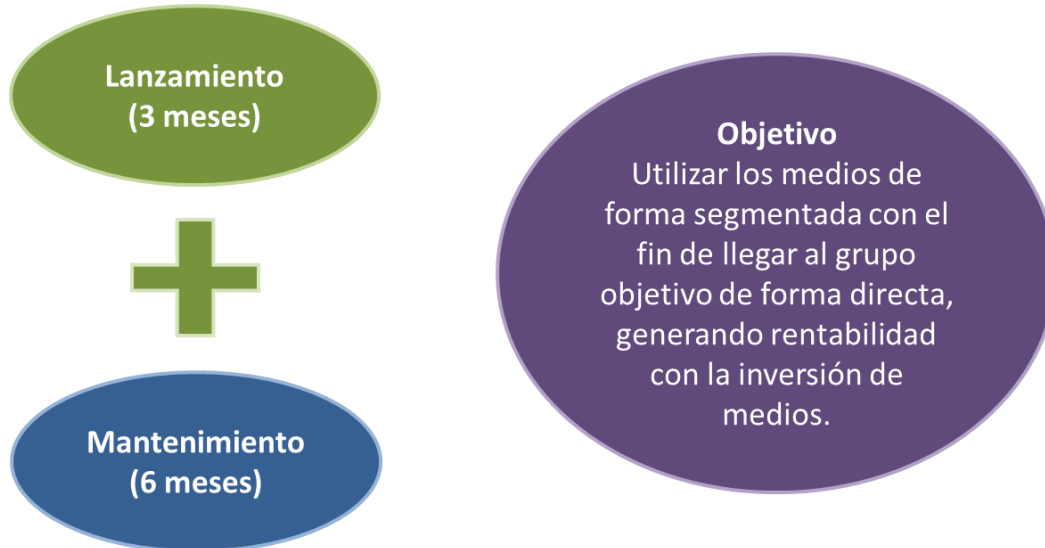 Lanzamiento
(3 meses)
Mantenimiento
(6 meses)
Objetivo
Utilizar los medios de
forma segmentada con el
fin de llegar al grupo
objetivo de forma directa,
generando rentabilidad
con la inversión de
medios.